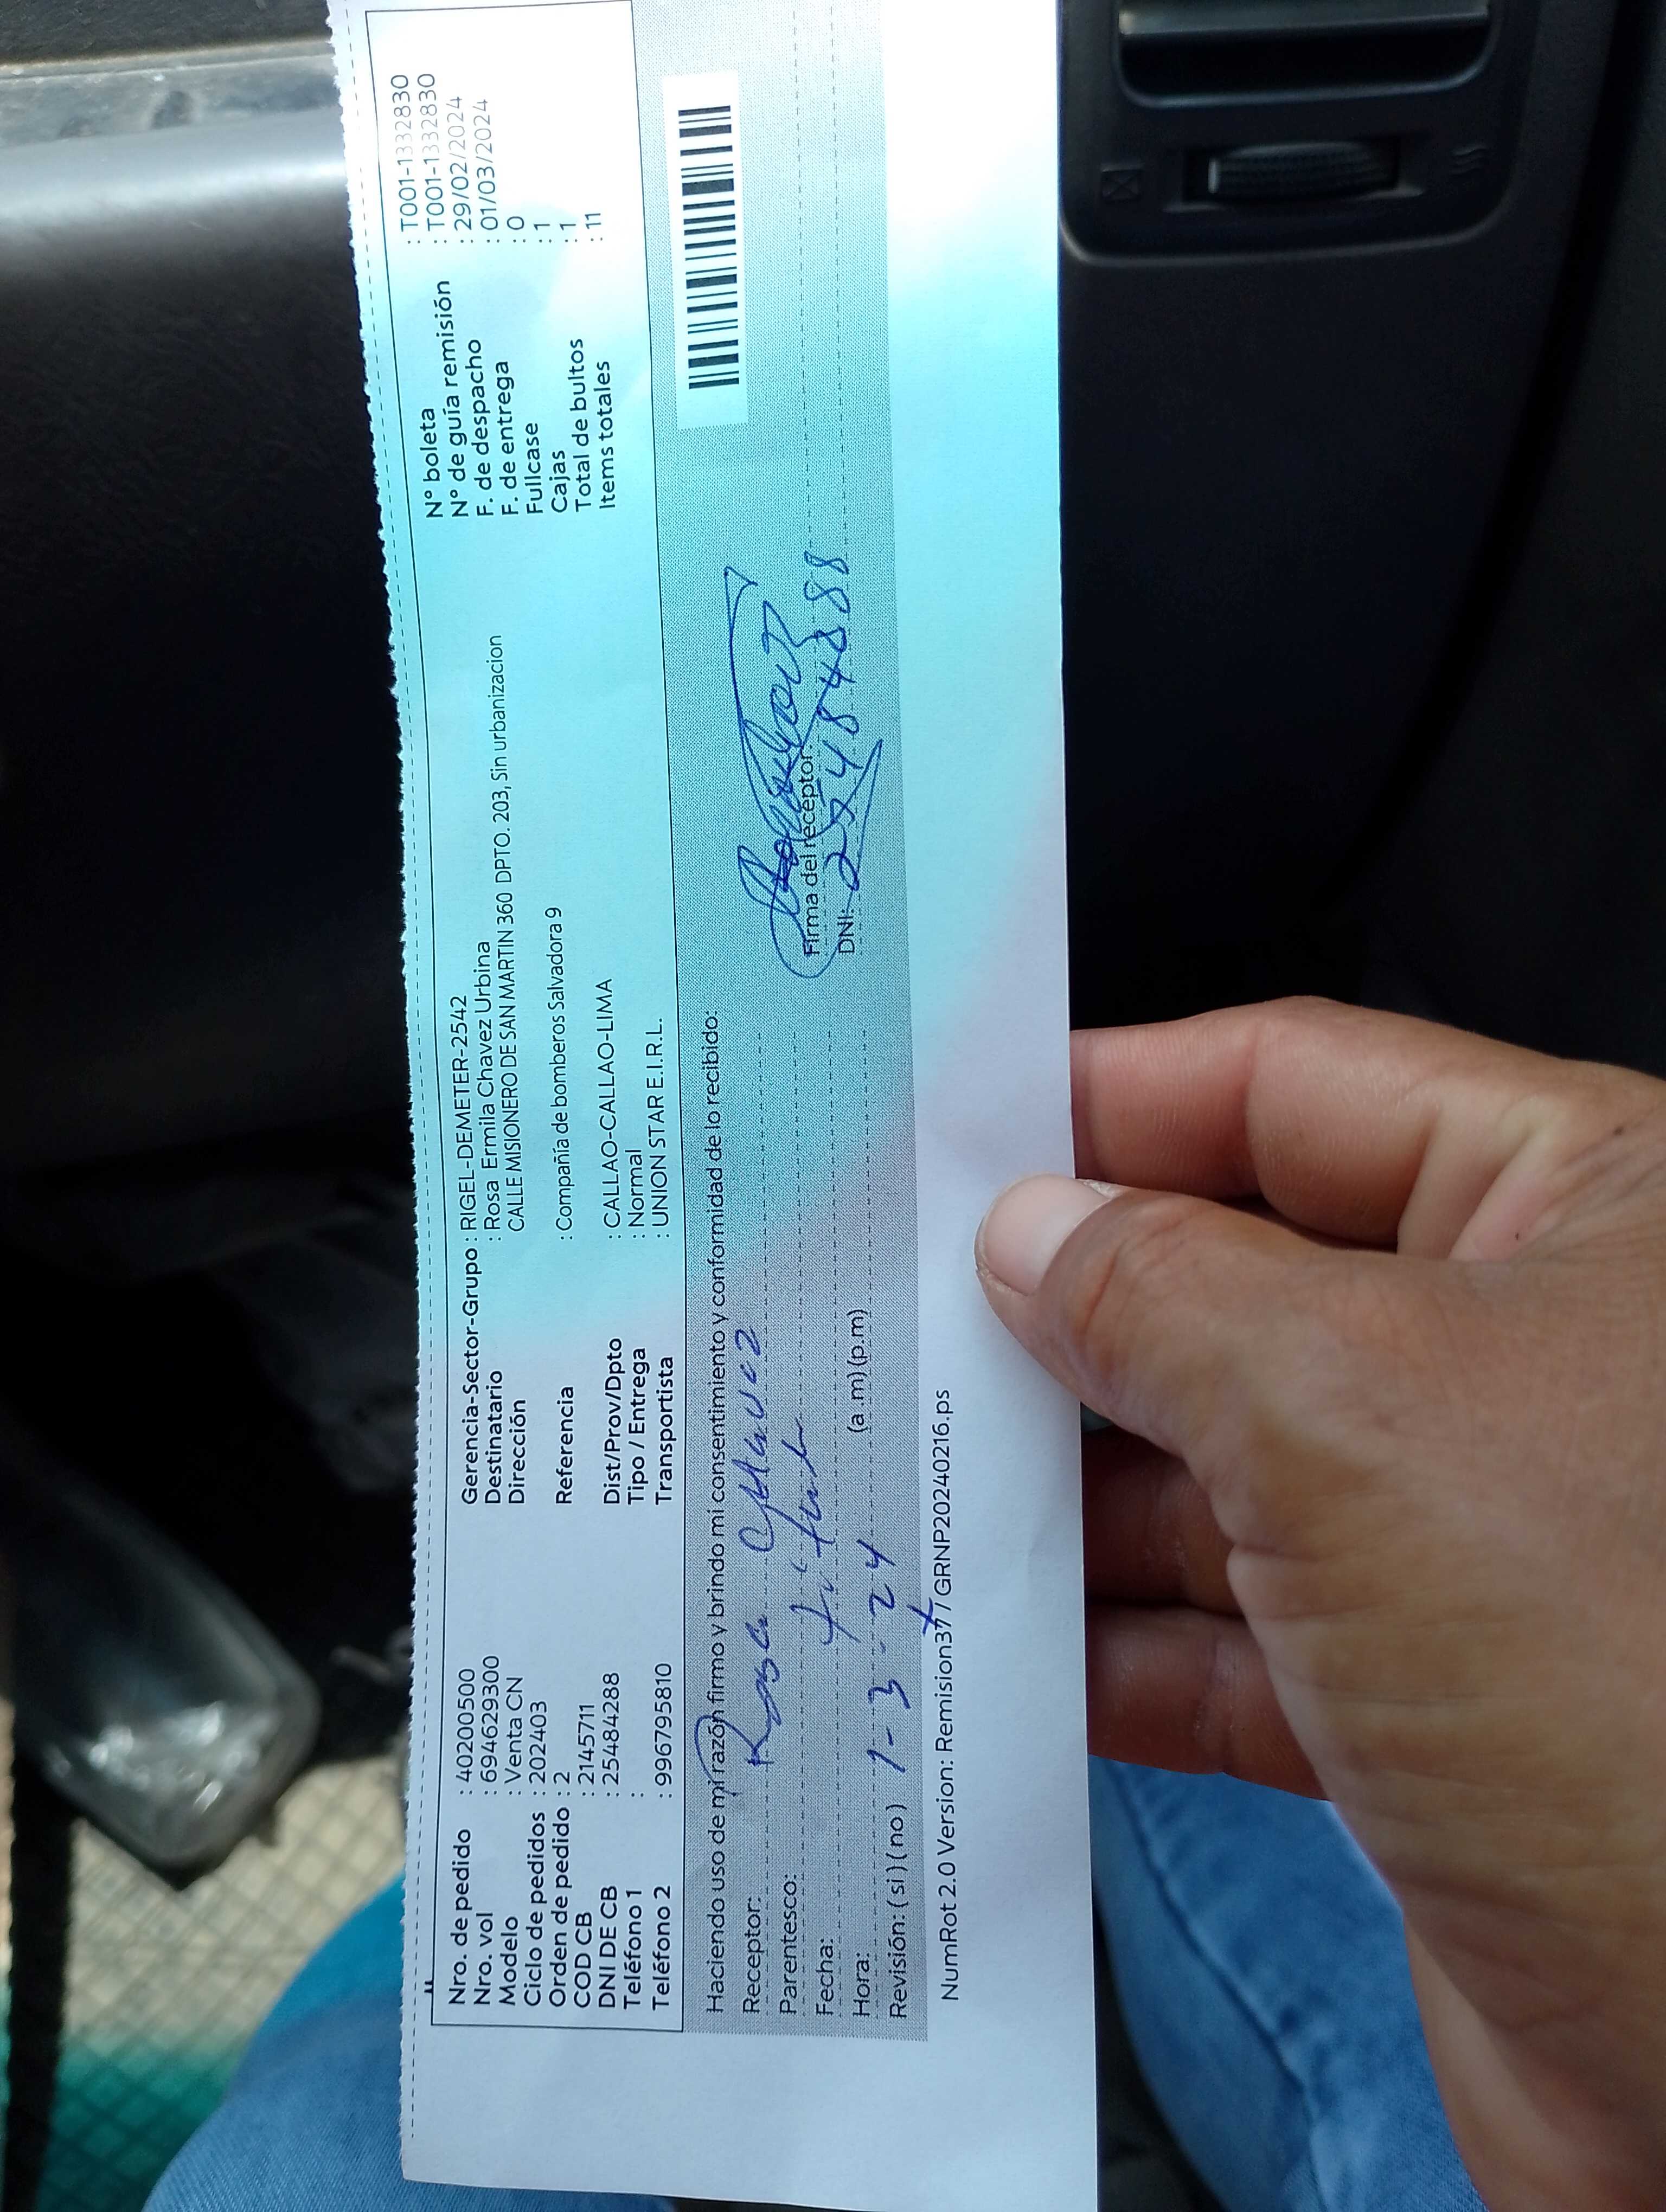 Nro. de pedido : 40200500
Nro. vol : 694629300
Modelo : Venta CN
Ciclo de pedidos : 202403
Orden de pedido : 2
COD CB : 2145711
DNI DE CB : 25484288
Teléfono 1 :
Teléfono 2 : 996795810
Gerencia-Sector-Grupo : RIGEL-DEMETER-2542
Destinatario : Rosa Ermila Chavez Urbina
Dirección CALLE MISIONERO DE SAN MARTIN 360 DPTO. 203, Sin urbanizacion
Referencia : Compañía de bomberos Salvadora 9
Dist/Prov/Dpto : CALLAO-CALLAO-LIMA
Tipo / Entrega : Normal
Transportista : UNION STAR E.I.R.L.
N° boleta : T001-1332830
N° de guía remisión : T001-1332830
F. de despacho : 29/02/2024
F. de entrega : 01/03/2024
Fullcase : 0
Cajas : 1
Total de bultos : 1
Items totales : 11
Haciendo uso de mi razón firmo y brindo mi consentimiento y conformidad de lo recibido:
Receptor: Rosa Chavez
Parentesco:
Fecha: 1-3-24
Hora: (a.m) (p.m)
Revisión: ( si ) ( no )
Firma del receptor:
DNI:
NumRot 2.0 Version: Remision37 / GRNP20240216.ps